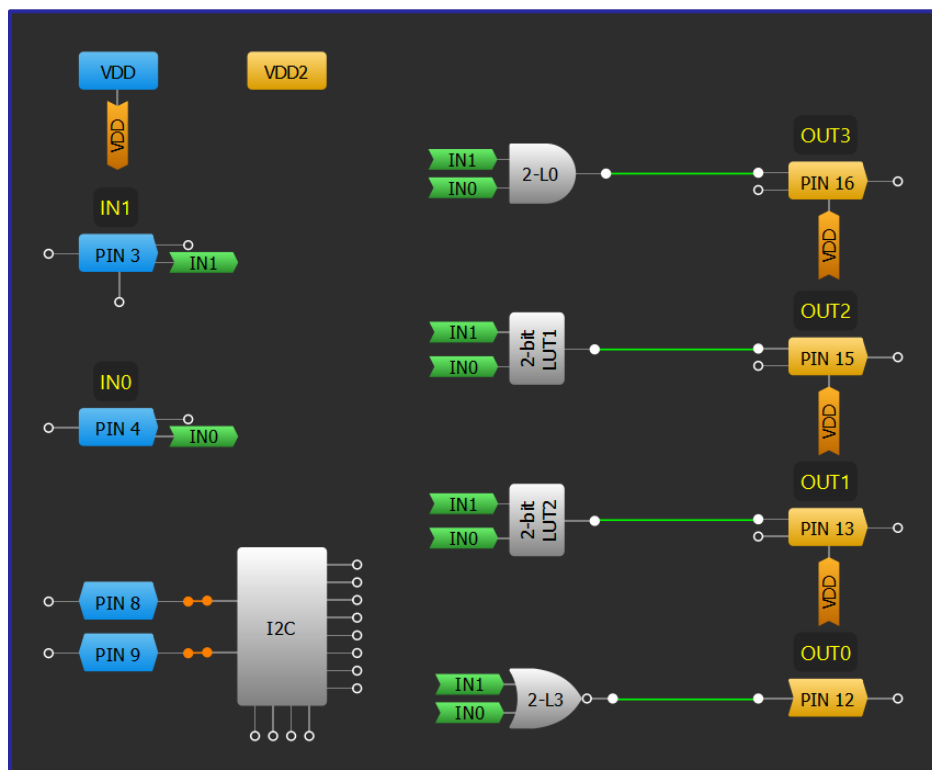 VDD
VDD2
VDD
IN1
PIN 3
IN1
IN0
PIN 4
IN0
PIN 8
PIN 9
I2C
IN1
IN0
2-L0
OUT3
PIN 16
VDD
IN1
IN0
2-bit
LUT1
OUT2
PIN 15
VDD
IN1
IN0
2-bit
LUT2
OUT1
PIN 13
VDD
IN1
IN0
2-L3
OUT0
PIN 12